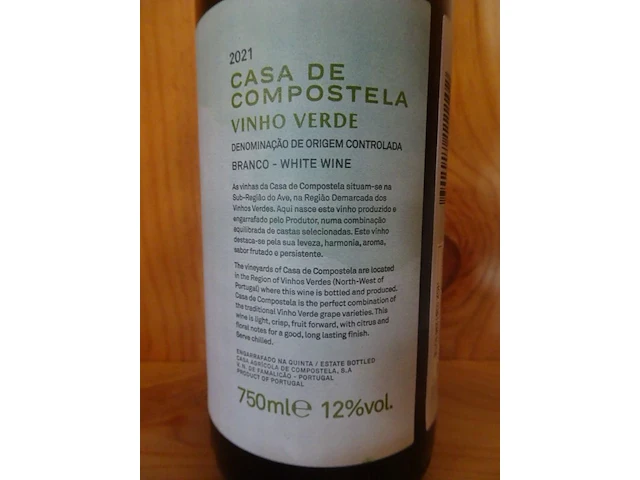 2021
CASA DE
COMPOSTELA
VINHO VERDE
DENOMINAÇÃO DE ORIGEM CONTROLADA
BRANCO - WHITE WINE
As vinhas da Casa de Compostela situam-se na
Sub-Região do Ave, na Região Demarcada dos
Vinhos Verdes. Aqui nasce este vinho produzido e
engarrafado pelo Produtor, numa combinação
equilibrada de castas selecionadas. Este vinho
destaca-se pela sua leveza, harmonia, aroma,
sabor frutado e persistente.
The vineyards of Casa de Compostela are located
in the Region of Vinhos Verdes (North-West of
Portugal) where this wine is bottled and produced.
Casa de Compostela is the perfect combination of
the traditional Vinho Verde grape varieties. This
wine is light, crisp, fruit forward, with citrus and
floral notes for a good, long lasting finish.
Serve chilled.
ENGARRAFADO NA QUINTA / ESTATE BOTTLED
CASA AGRÍCOLA DE COMPOSTELA, S.A
V. N. DE FAMALICÃO - PORTUGAL
PRODUCT OF PORTUGAL
750ml℮ 12%vol.